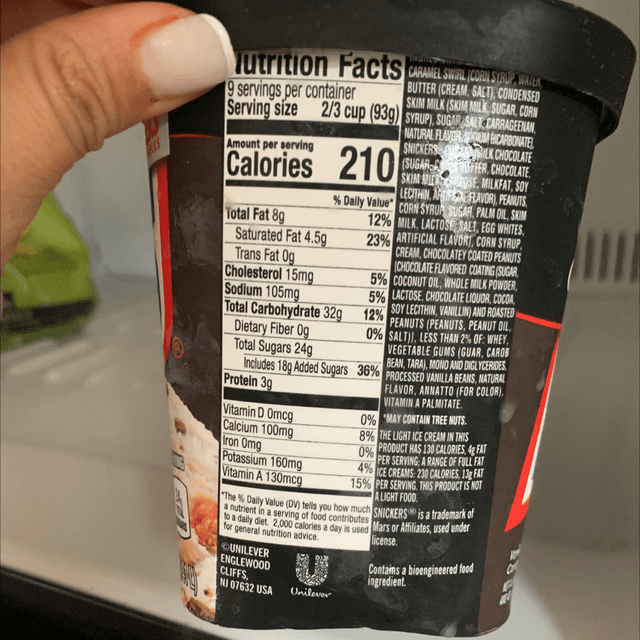 Nutrition Facts
9 servings per container
Serving size 2/3 cup (93g)
Amount per serving
Calories 210
% Daily Value*
Total Fat 8g 12%
Saturated Fat 4.5g 23%
Trans Fat 0g
Cholesterol 15mg 5%
Sodium 105mg 5%
Total Carbohydrate 32g 12%
Dietary Fiber 0g 0%
Total Sugars 24g
Includes 18g Added Sugars 36%
Protein 3g
Vitamin D 0mcg 0%
Calcium 100mg 8%
Iron 0mg 0%
Potassium 160mg 4%
Vitamin A 130mcg 15%
*The % Daily Value (DV) tells you how much
a nutrient in a serving of food contributes
to a daily diet. 2,000 calories a day is used
for general nutrition advice.
©UNILEVER
ENGLEWOOD
CLIFFS,
NJ 07632 USA
Unilever
CARAMEL SWIRL (CORN SYRUP, WATER,
BUTTER (CREAM, SALT), CONDENSED
SKIM MILK (SKIM MILK, SUGAR, CORN
SYRUP), SUGAR, SALT, CARRAGEENAN,
NATURAL FLAVOR, SODIUM BICARBONATE),
SNICKERS MILK CHOCOLATE
(SUGAR, BUTTER, CHOCOLATE,
SKIM MILK, MILKFAT, SOY
LECITHIN, FLAVOR), PEANUTS,
CORN SYRUP, SUGAR, PALM OIL, SKIM
MILK, LACTOSE, SALT, EGG WHITES,
ARTIFICIAL FLAVOR), CORN SYRUP,
CREAM, CHOCOLATEY COATED PEANUTS
(CHOCOLATE FLAVORED COATING (SUGAR,
COCONUT OIL, WHOLE MILK POWDER,
LACTOSE, CHOCOLATE LIQUOR, COCOA,
SOY LECITHIN, VANILLIN) AND ROASTED
PEANUTS (PEANUTS, PEANUT OIL,
SALT)), LESS THAN 2% OF: WHEY,
VEGETABLE GUMS (GUAR, CAROB
BEAN, TARA), MONO AND DIGLYCERIDES,
PROCESSED VANILLA BEANS, NATURAL
FLAVOR, ANNATTO (FOR COLOR),
VITAMIN A PALMITATE.
*MAY CONTAIN TREE NUTS.
THE LIGHT ICE CREAM IN THIS
PRODUCT HAS 130 CALORIES, 4g FAT
PER SERVING; A RANGE OF FULL FAT
ICE CREAMS: 230 CALORIES, 13g FAT
PER SERVING. THIS PRODUCT IS NOT
A LIGHT FOOD.
SNICKERS® is a trademark of
Mars or Affiliates, used under
license.
Contains a bioengineered food
ingredient.